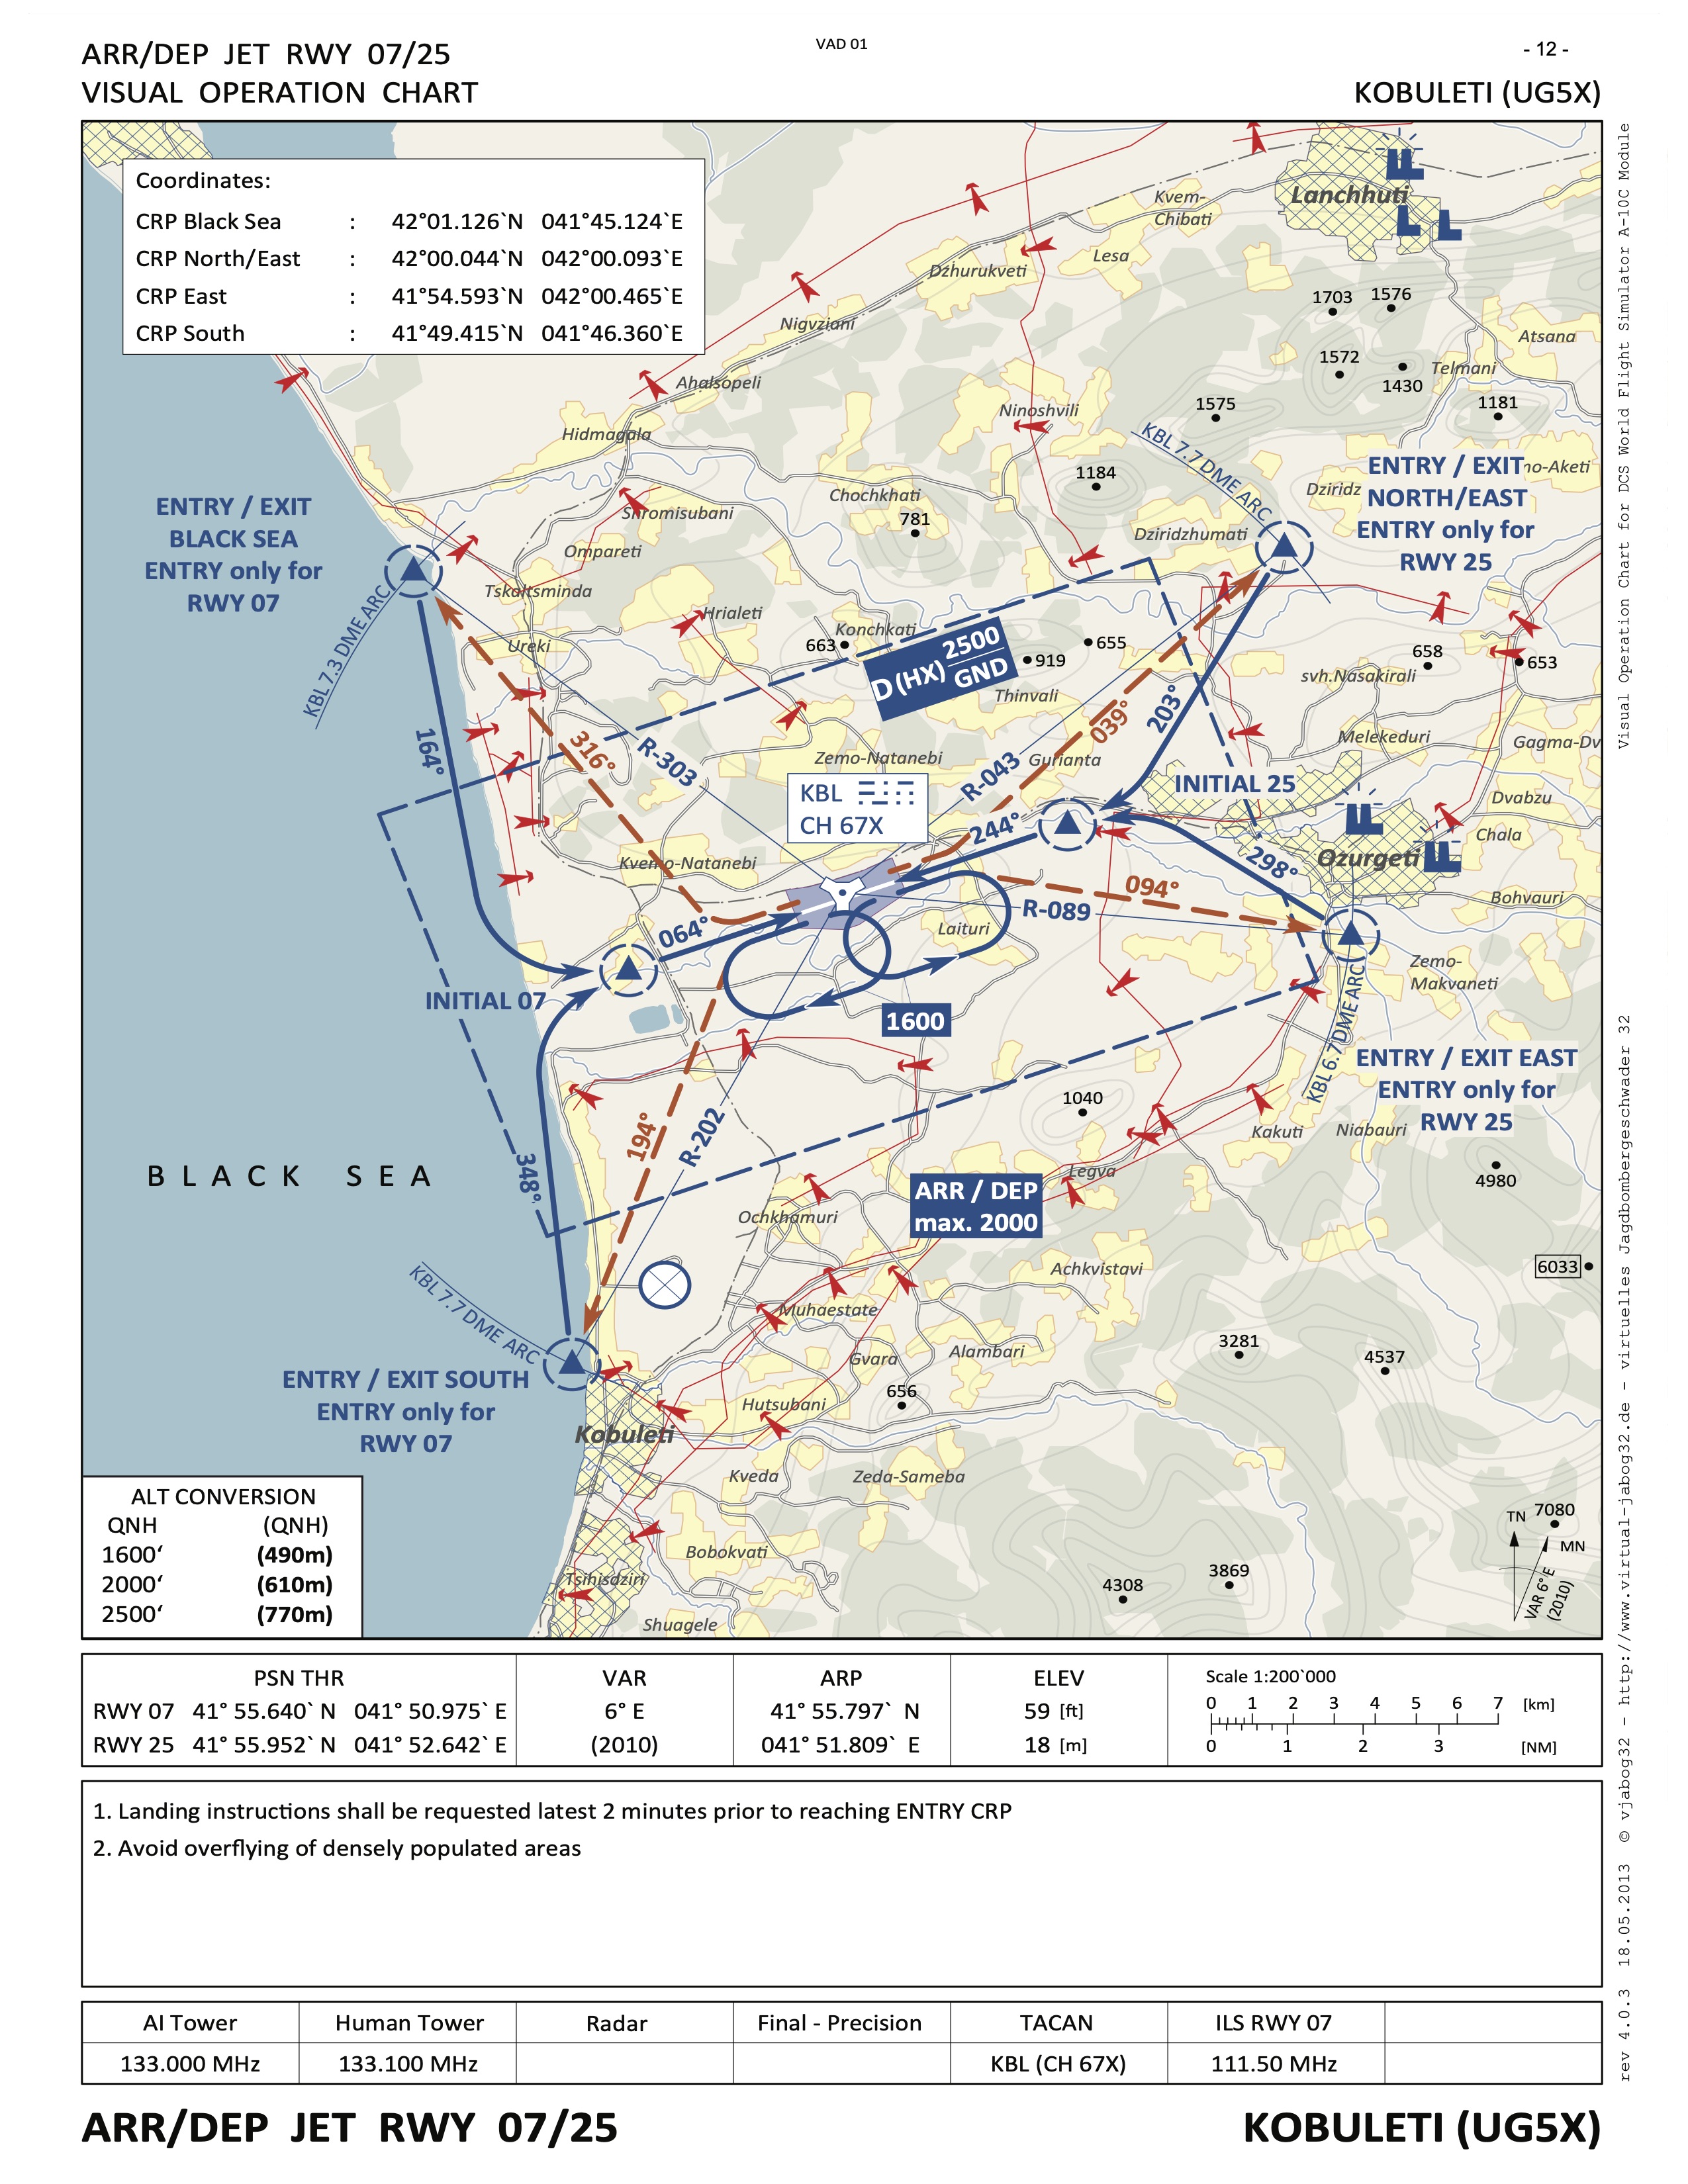 ARR/DEP JET RWY 07/25
VAD 01
- 12 -
VISUAL OPERATION CHART
KOBULETI (UG5X)
Coordinates:
CRP Black Sea : 42°01.126`N 041°45.124`E
CRP North/East : 42°00.044`N 042°00.093`E
CRP East : 41°54.593`N 042°00.465`E
CRP South : 41°49.415`N 041°46.360`E
Lanchhuti
Kvem-
Chibati
Lesa
Dzhurukveti
Nigvziani
Ahalsopeli
Hidmagala
Ninoshvili
1703
1576
1572
1430
1575
1181
1184
Atsana
Telmani
KBL 7.7 DME ARC
ENTRY / EXIT
NORTH/EAST
ENTRY only for
RWY 25
no-Aketi
Dziridz
Dziridzhumati
Chochkhati
781
Shromisubani
Ompareti
Tskaltsminda
ENTRY / EXIT
BLACK SEA
ENTRY only for
RWY 07
KBL 7.3 DME ARC
Hrialeti
Ureki
Konchkati
663
D (HX) 2500
GND
919
655
Thinvali
658
653
svh.Nasakirali
Melekeduri
Gagma-Dv
164°
316°
R-303
R-043
039°
203°
Zemo-Natanebi
Gurianta
INITIAL 25
KBL
CH 67X
244°
298°
Dvabzu
Chala
Ozurgeti
Bohvauri
Kvemo-Natanebi
094°
R-089
064°
Laituri
INITIAL 07
1600
Zemo-
Makvaneti
KBL 6.7 DME ARC
ENTRY / EXIT EAST
ENTRY only for
RWY 25
1040
Kakuti
Niabauri
4980
BLACK SEA
348°
194°
R-202
Legva
ARR / DEP
max. 2000
Ochkhamuri
Achkvistavi
6033
KBL 7.7 DME ARC
Muhaestate
Gvara
Alambari
3281
4537
ENTRY / EXIT SOUTH
ENTRY only for
RWY 07
656
Hutsubani
Kobuleti
Kveda
Zeda-Sameba
Bobokvati
Tsihisdziri
Shuagele
4308
3869
7080
TN
MN
VAR 6° E
(2010)
ALT CONVERSION
QNH (QNH)
1600‘ (490m)
2000‘ (610m)
2500‘ (770m)
PSN THR
RWY 07 41° 55.640` N 041° 50.975` E
RWY 25 41° 55.952` N 041° 52.642` E
VAR
6° E
(2010)
ARP
41° 55.797` N
041° 51.809` E
ELEV
59 [ft]
18 [m]
Scale 1:200`000
0 1 2 3 4 5 6 7 [km]
0 1 2 3 [NM]
1. Landing instructions shall be requested latest 2 minutes prior to reaching ENTRY CRP
2. Avoid overflying of densely populated areas
AI Tower Human Tower Radar Final - Precision TACAN ILS RWY 07
133.000 MHz 133.100 MHz KBL (CH 67X) 111.50 MHz
ARR/DEP JET RWY 07/25
KOBULETI (UG5X)
rev 4.0.3 18.05.2013 © vjabog32 - http://www.virtual-jabog32.de - virtuelles Jagdbombergeschwader 32
Visual Operation Chart for DCS World Flight Simulator A-10C Module